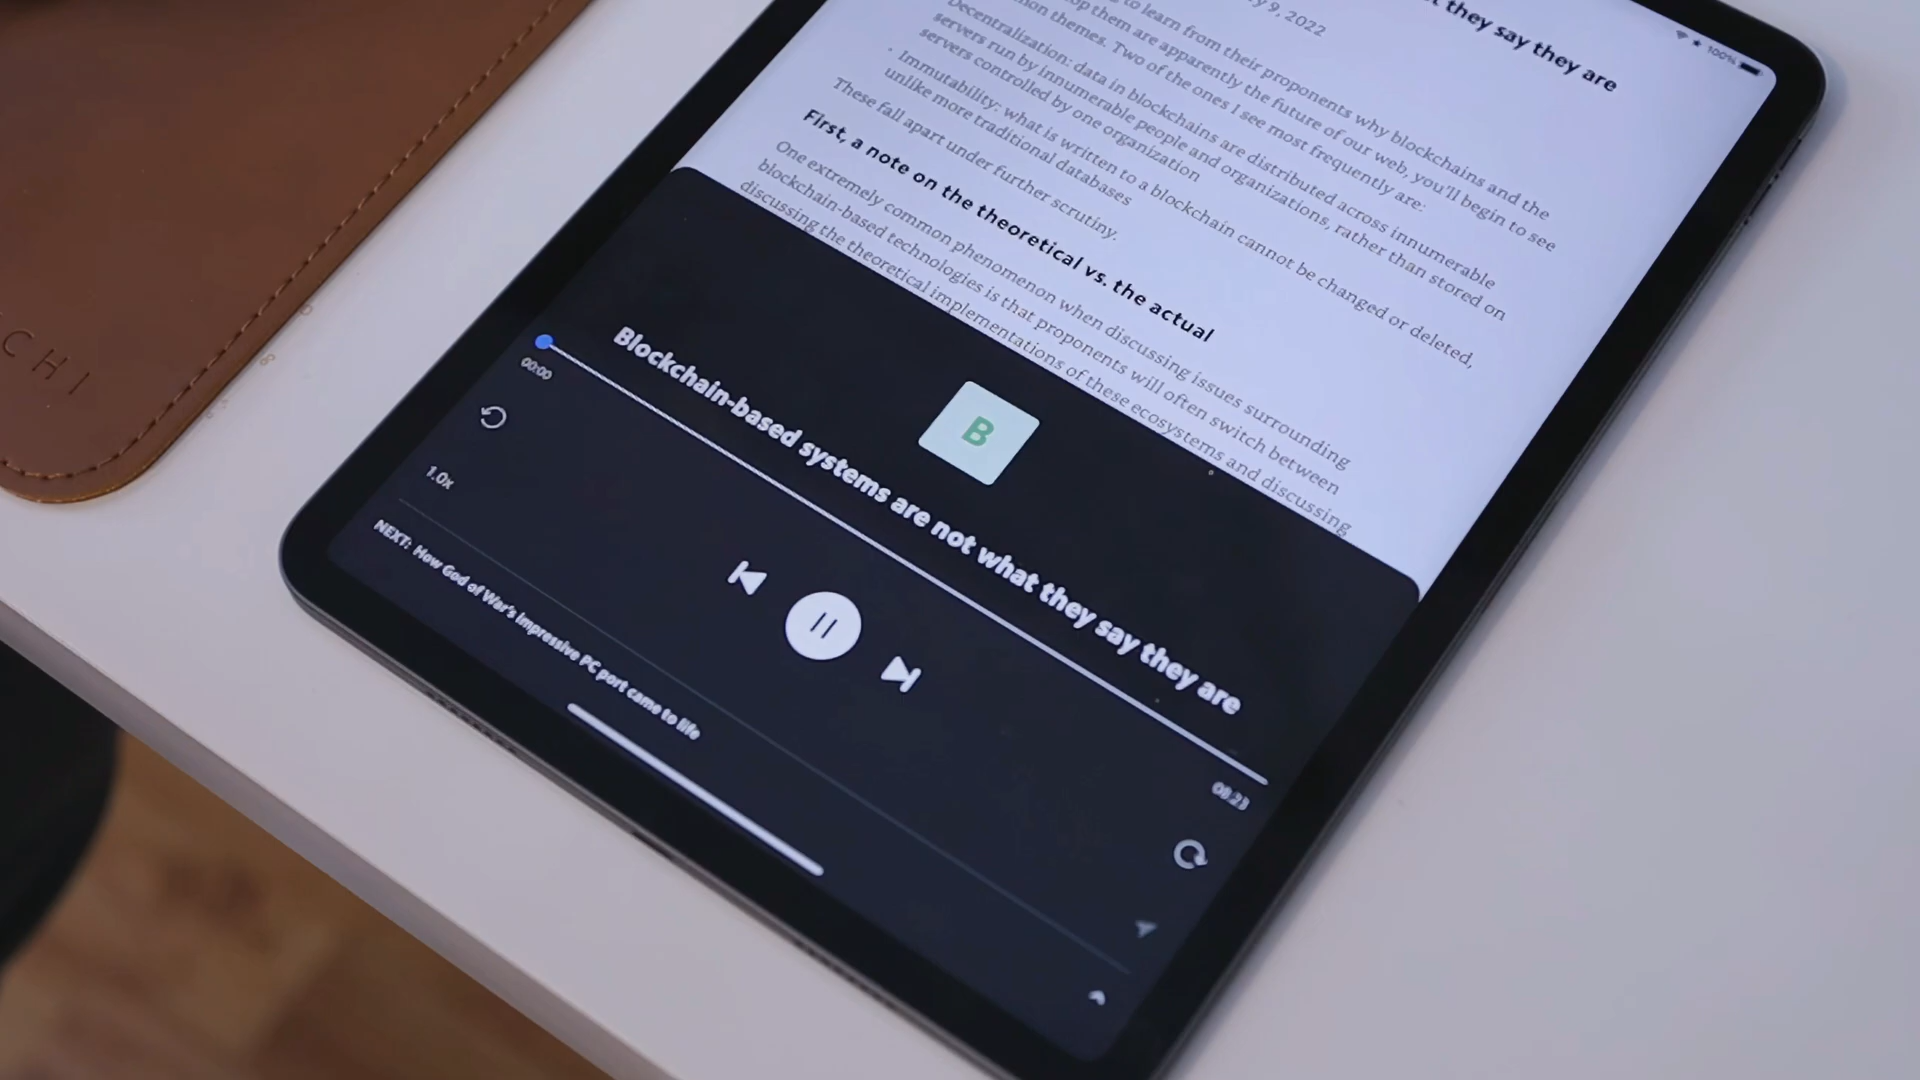 t they say they are
100%
y 9, 2022
to learn from their proponents why blockchains and the
op them are apparently the future of our web, you'll begin to see
non themes. Two of the ones I see most frequently are:
Decentralization: data in blockchains are distributed across innumerable
servers run by innumerable people and organizations, rather than stored on
servers controlled by one organization
• Immutability: what is written to a blockchain cannot be changed or deleted,
unlike more traditional databases
These fall apart under further scrutiny.
First, a note on the theoretical vs. the actual
One extremely common phenomenon when discussing issues surrounding
blockchain-based technologies is that proponents will often switch between
discussing the theoretical implementations of these ecosystems and discussing
B
Blockchain-based systems are not what they say they are
00:00
08:23
1.0x
NEXT: How God of War's impressive PC port came to life
CHI